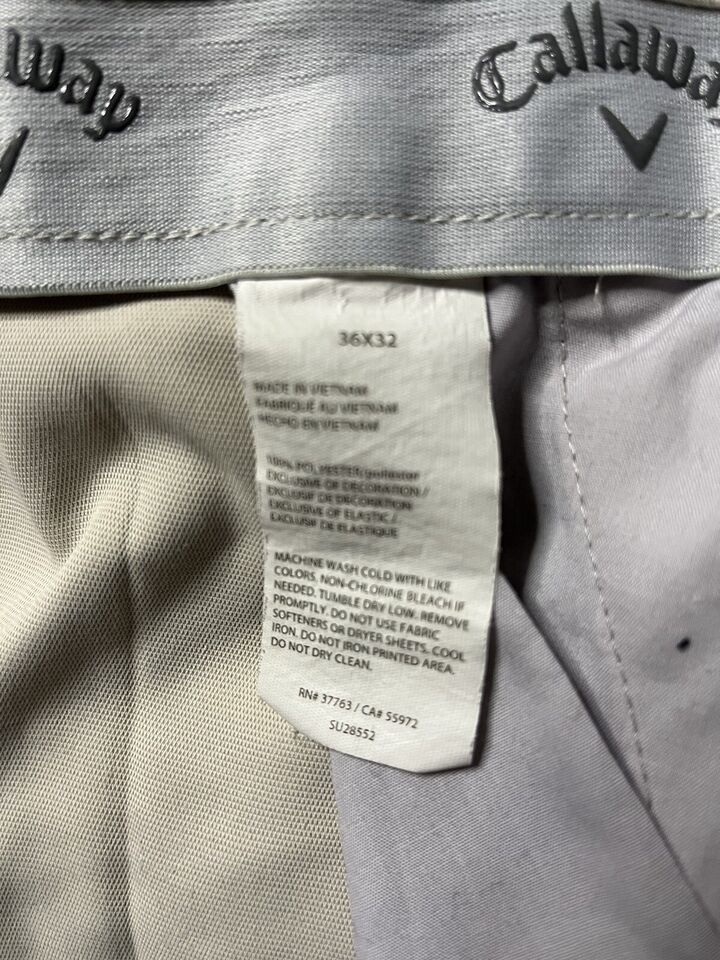 way
Callaway
36X32
MADE IN VIETNAM
FABRIQUÉ AU VIETNAM
HECHO EN VIETNAM
100% POLYESTER/poliester
EXCLUSIVE OF DECORATION /
EXCLUSIF DE DECORATION
EXCLUSIVE OF ELASTIC /
EXCLUSIF DE ELASTIQUE
MACHINE WASH COLD WITH LIKE
COLORS. NON-CHLORINE BLEACH IF
NEEDED. TUMBLE DRY LOW. REMOVE
PROMPTLY. DO NOT USE FABRIC
SOFTENERS OR DRYER SHEETS. COOL
IRON. DO NOT IRON PRINTED AREA.
DO NOT DRY CLEAN.
RN# 37763 / CA# 55972
SU28552